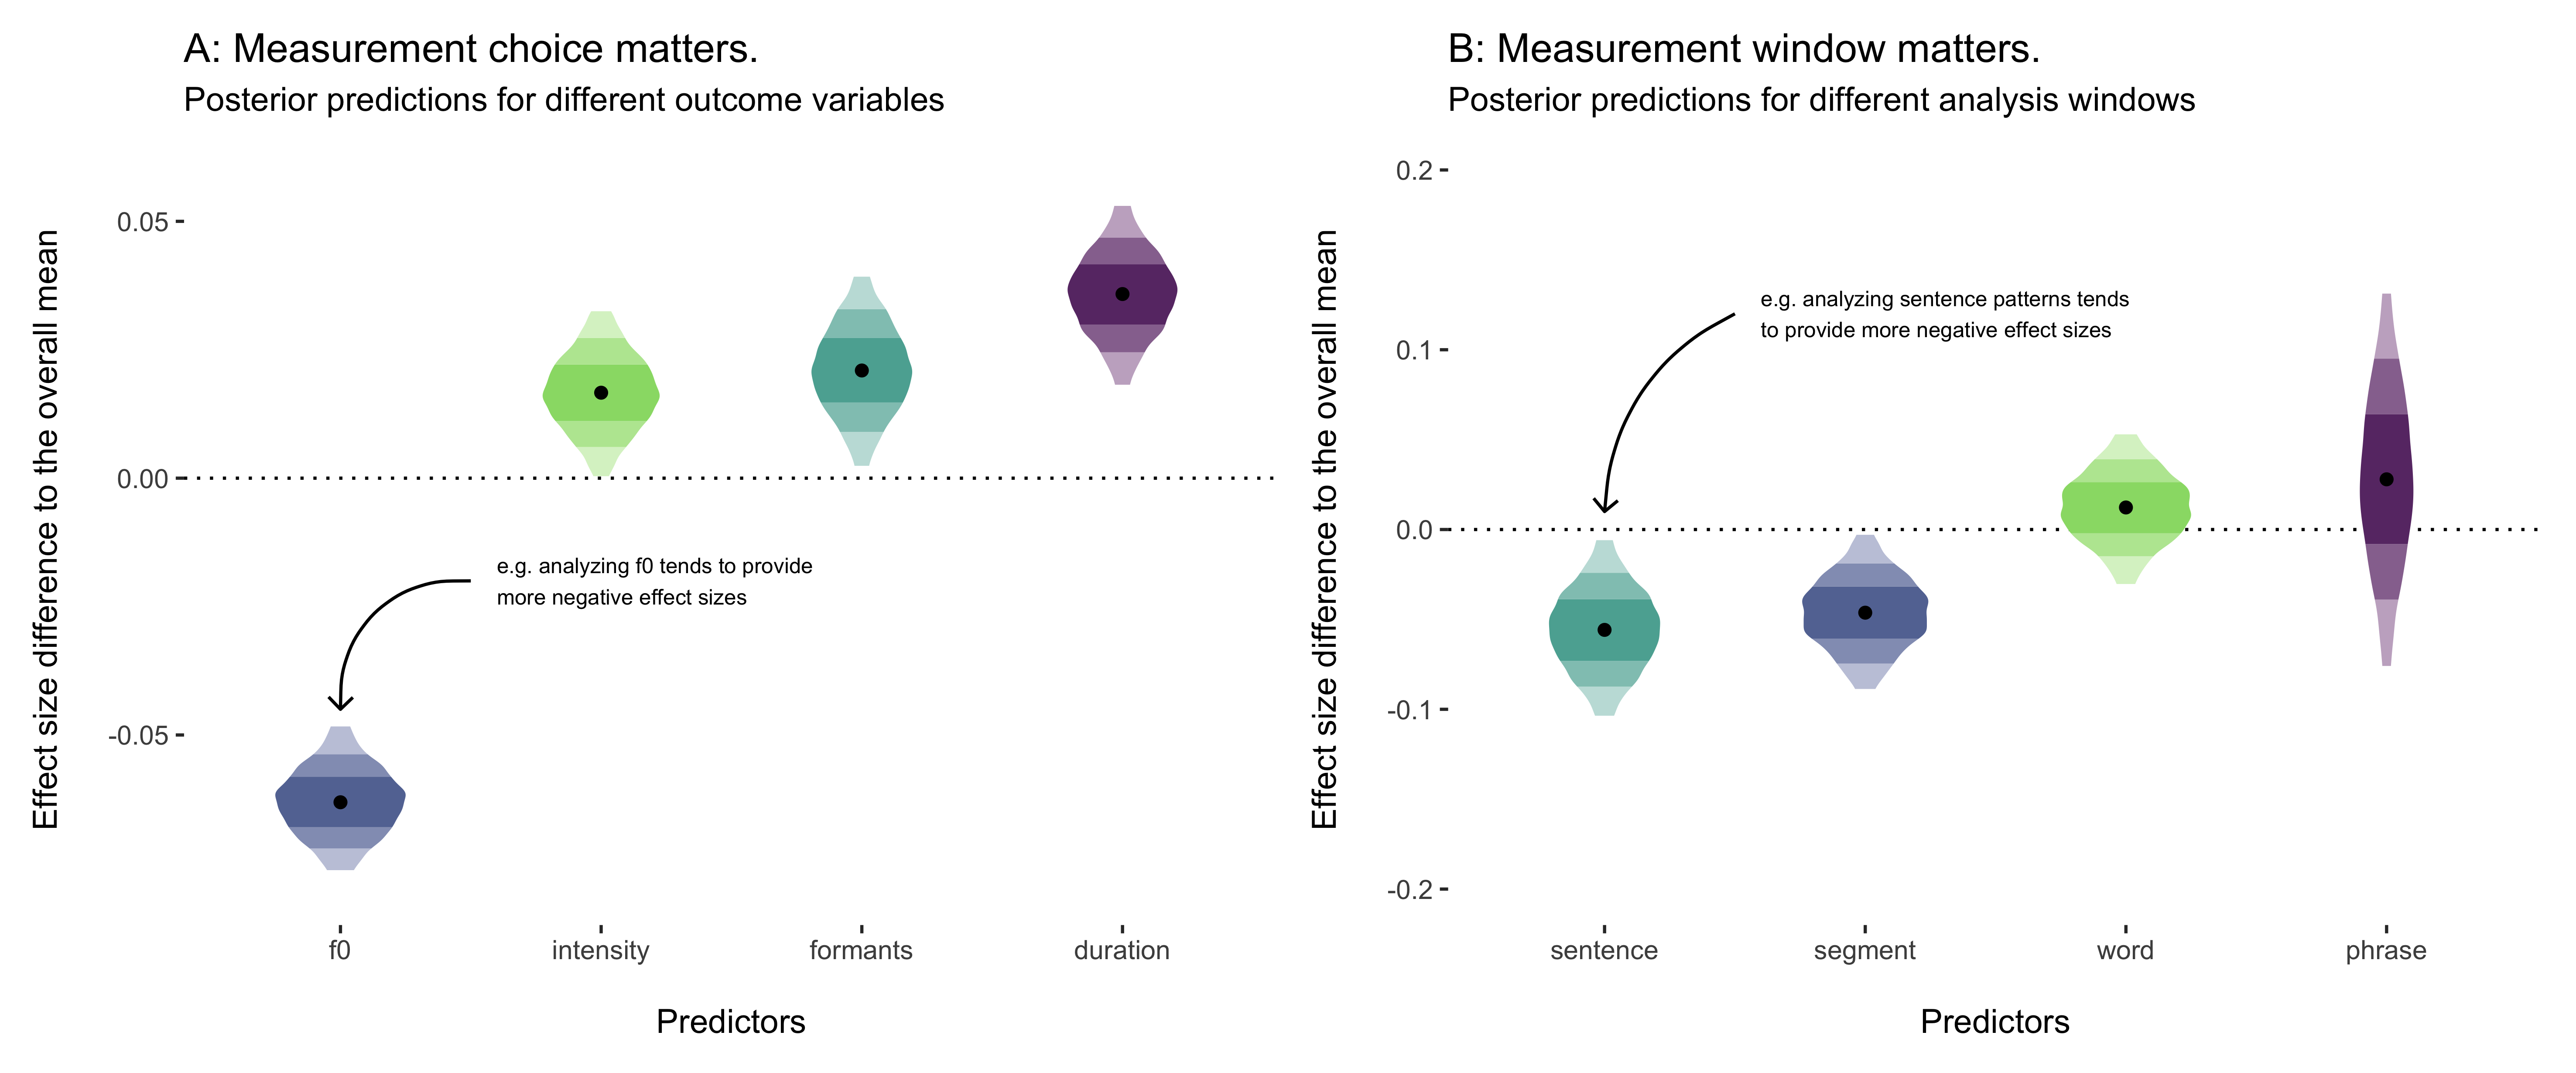 A: Measurement choice matters.
Posterior predictions for different outcome variables
Effect size difference to the overall mean
0.05
0.00
-0.05
e.g. analyzing f0 tends to provide
more negative effect sizes
f0
intensity
formants
duration
Predictors
B: Measurement window matters.
Posterior predictions for different analysis windows
Effect size difference to the overall mean
0.2
0.1
0.0
-0.1
-0.2
e.g. analyzing sentence patterns tends
to provide more negative effect sizes
sentence
segment
word
phrase
Predictors